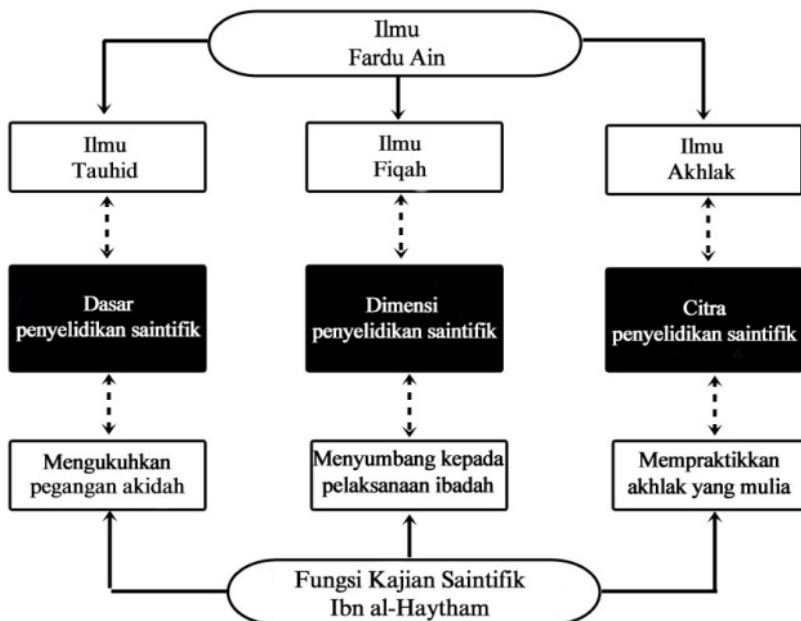 Ilmu
Fardu Ain
Ilmu
Tauhid
Ilmu
Fiqah
Ilmu
Akhlak
Dasar
penyelidikan saintifik
Dimensi
penyelidikan saintifik
Citra
penyelidikan saintifik
Mengukuhkan
pegangan akidah
Menyumbang kepada
pelaksanaan ibadah
Mempraktikkan
akhlak yang mulia
Fungsi Kajian Saintifik
Ibn al-Haytham